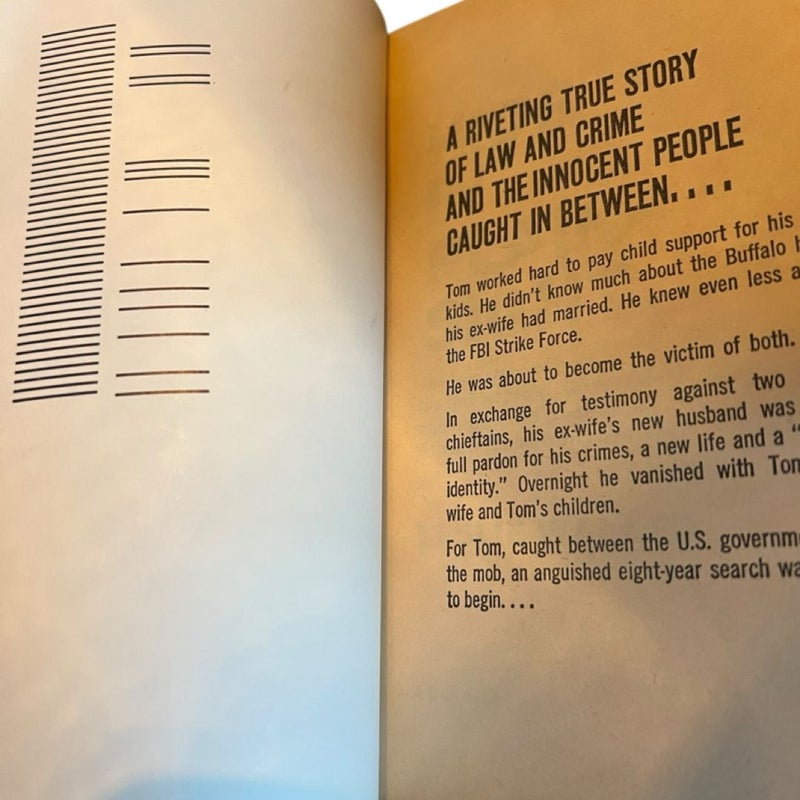 A RIVETING TRUE STORY
OF LAW AND CRIME
AND THE INNOCENT PEOPLE
CAUGHT IN BETWEEN. . . .
Tom worked hard to pay child support for his
kids. He didn't know much about the Buffalo
his ex-wife had married. He knew even less
the FBI Strike Force.
He was about to become the victim of both.
In exchange for testimony against two
chieftains, his ex-wife's new husband was
full pardon for his crimes, a new life and a "
identity." Overnight he vanished with
wife and Tom's children.
For Tom, caught between the U.S.
the mob, an anguished eight-year search
to begin. . . .